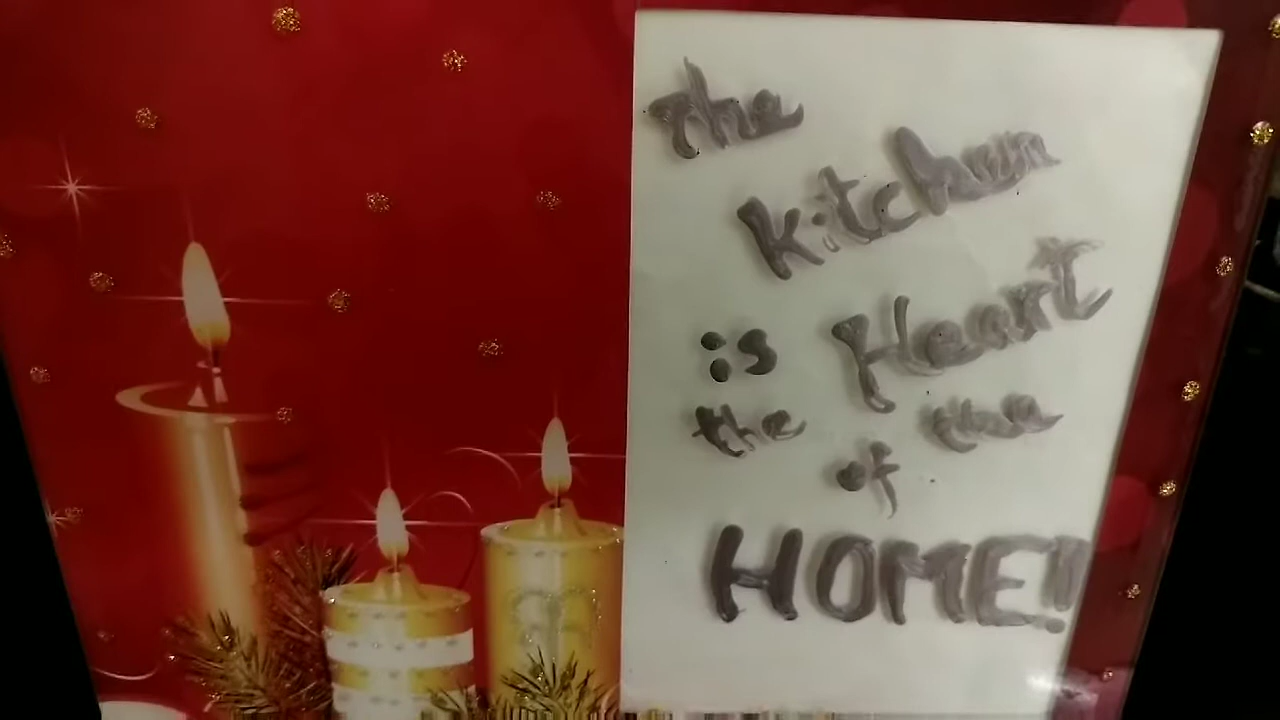 the
kitchen
is Heart
the of the
HOME!